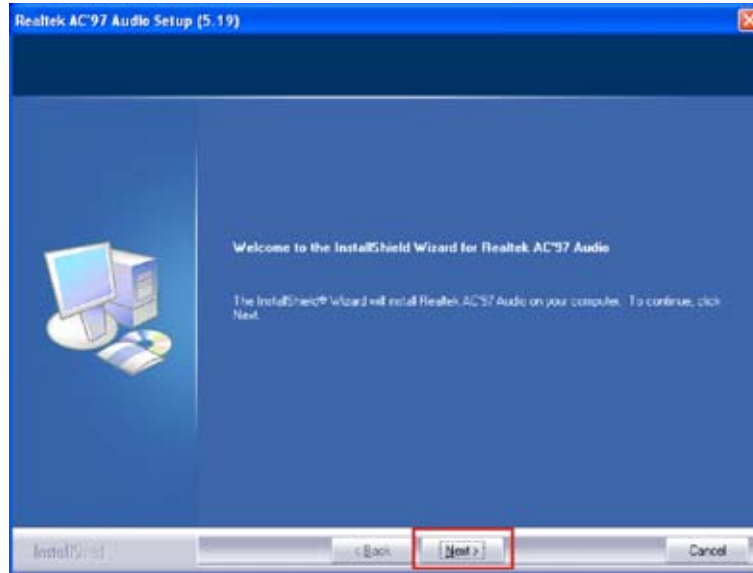 Realtek AC'97 Audio Setup (5.19)
Welcome to the InstallShield Wizard for Realtek AC'97 Audio
The InstallShield® Wizard will install Realtek AC'97 Audio on your computer. To continue, click
Next.
InstallShield
< Back
Next >
Cancel